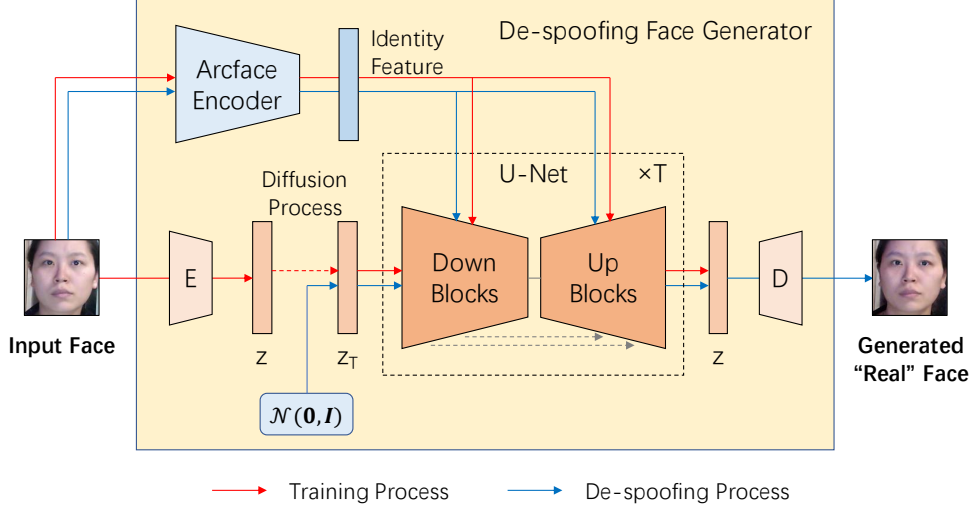 De-spoofing Face Generator
Arcface
Encoder
Identity
Feature
Diffusion
Process
U-Net
×T
E
Down
Blocks
Up
Blocks
D
Input Face
z
z_T
z
Generated
“Real” Face
𝒩(0,I)
Training Process
De-spoofing Process